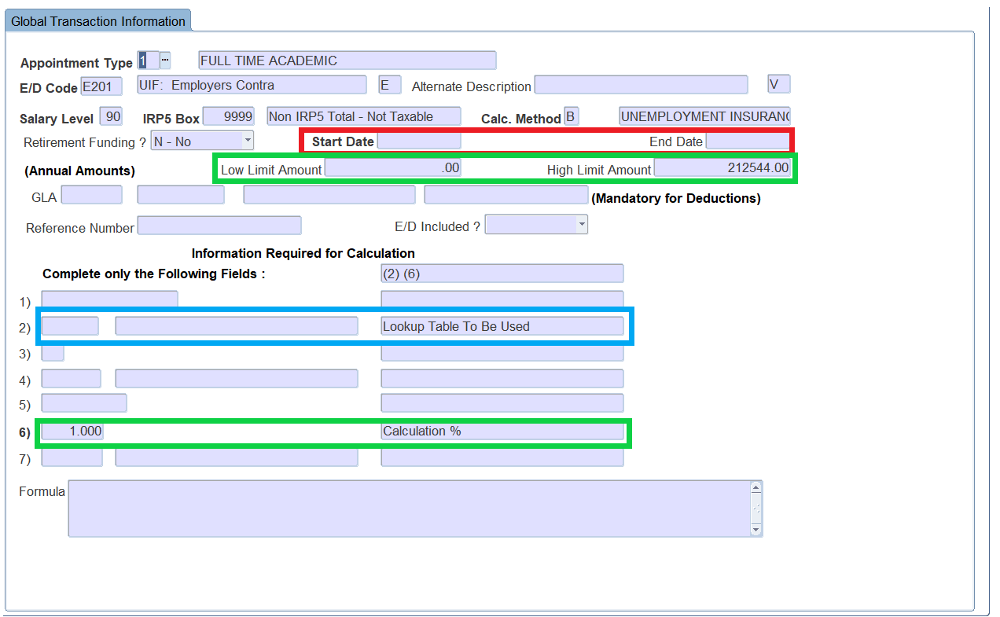 Global Transaction Information
Appointment Type 1 ... FULL TIME ACADEMIC
E/D Code E201 UIF: Employers Contra E Alternate Description V
Salary Level 90 IRP5 Box 9999 Non IRP5 Total - Not Taxable Calc. Method B UNEMPLOYMENT INSURANC
Retirement Funding ? N - No Start Date End Date
(Annual Amounts) Low Limit Amount .00 High Limit Amount 212544.00
GLA (Mandatory for Deductions)
Reference Number E/D Included ?
Information Required for Calculation
Complete only the Following Fields : (2) (6)
1)
2) Lookup Table To Be Used
3)
4)
5)
6) 1.000 Calculation %
7)
Formula